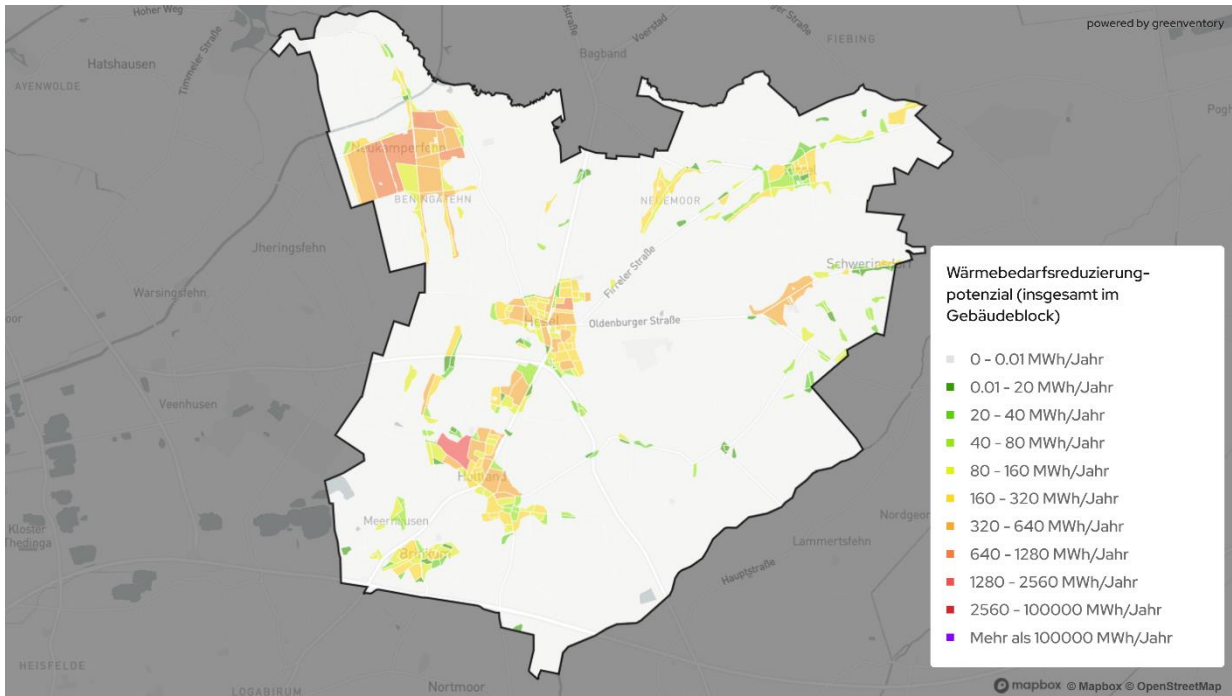 Hoher Weg
Voerstad
powered by greenventory
FIEBING
Hatshausen
Timmeler Straße
Bagband
AYENWOLDE
Neukamperfehn
BENINGAFEHN
NEUEMOOR
Jheringsfehn
Firreler Straße
Schwerinsdorf
Warsingsfehn
Hesel
Oldenburger Straße
Veenhusen
Holtland
Meerhausen
Brinkum
Kloster
Thedinga
Lammertsfehn
Hauptstraße
HEISFELDE
LOGABIRUM
Nortmoor
Wärmebedarfsreduzierung-
potenzial (insgesamt im
Gebäudeblock)
0 - 0.01 MWh/Jahr
0.01 - 20 MWh/Jahr
20 - 40 MWh/Jahr
40 - 80 MWh/Jahr
80 - 160 MWh/Jahr
160 - 320 MWh/Jahr
320 - 640 MWh/Jahr
640 - 1280 MWh/Jahr
1280 - 2560 MWh/Jahr
2560 - 100000 MWh/Jahr
Mehr als 100000 MWh/Jahr
mapbox © Mapbox © OpenStreetMap